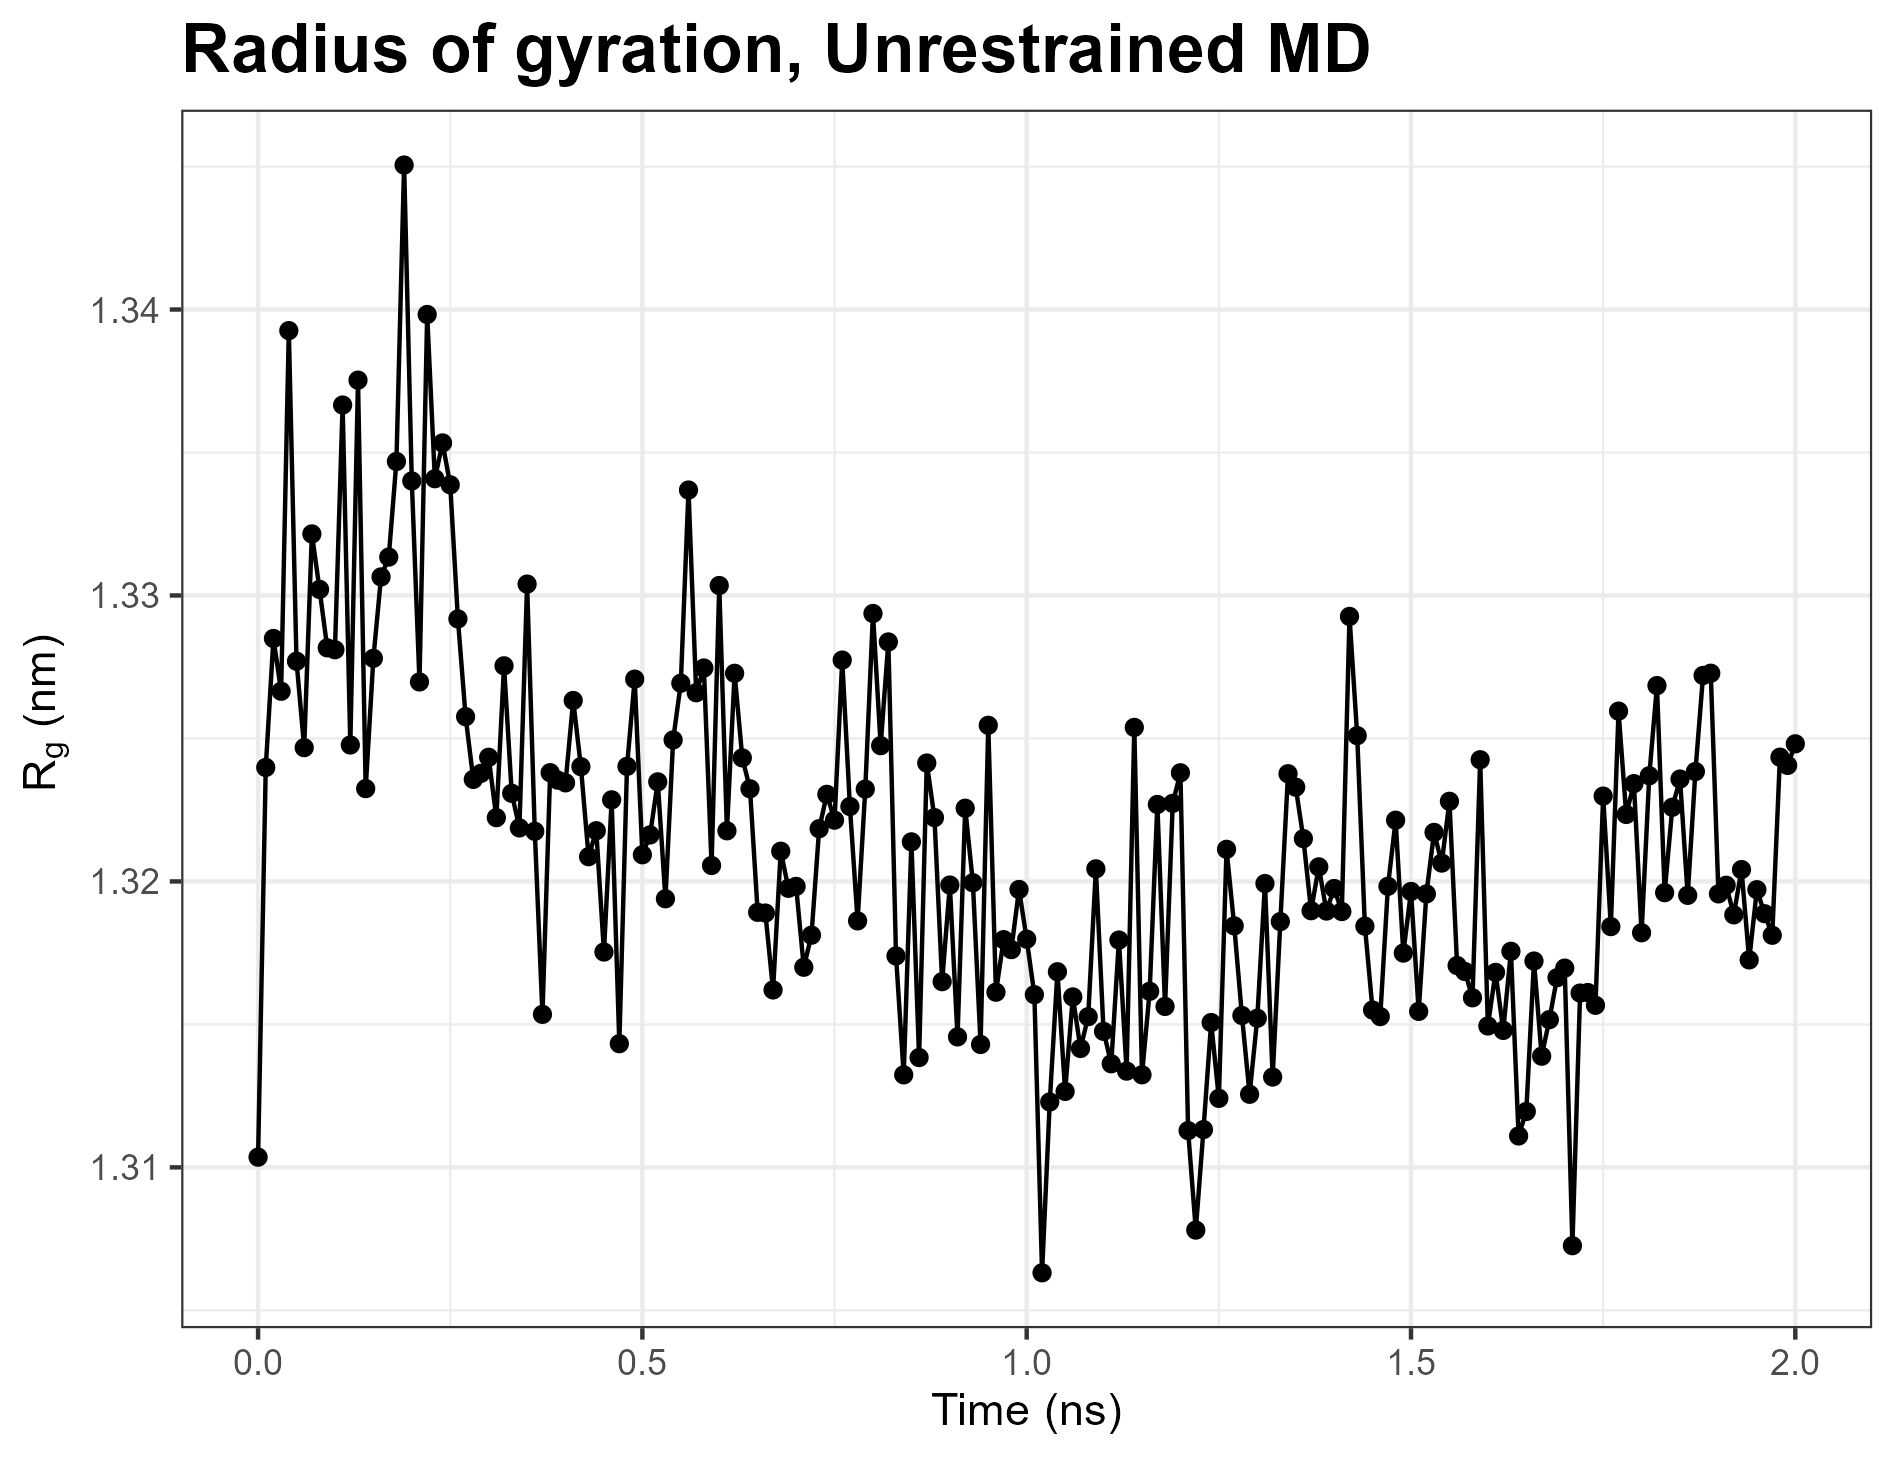 Radius of gyration, Unrestrained MD
1.34
1.33
1.32
1.31
Rg (nm)
0.0 0.5 1.0 1.5 2.0
Time (ns)